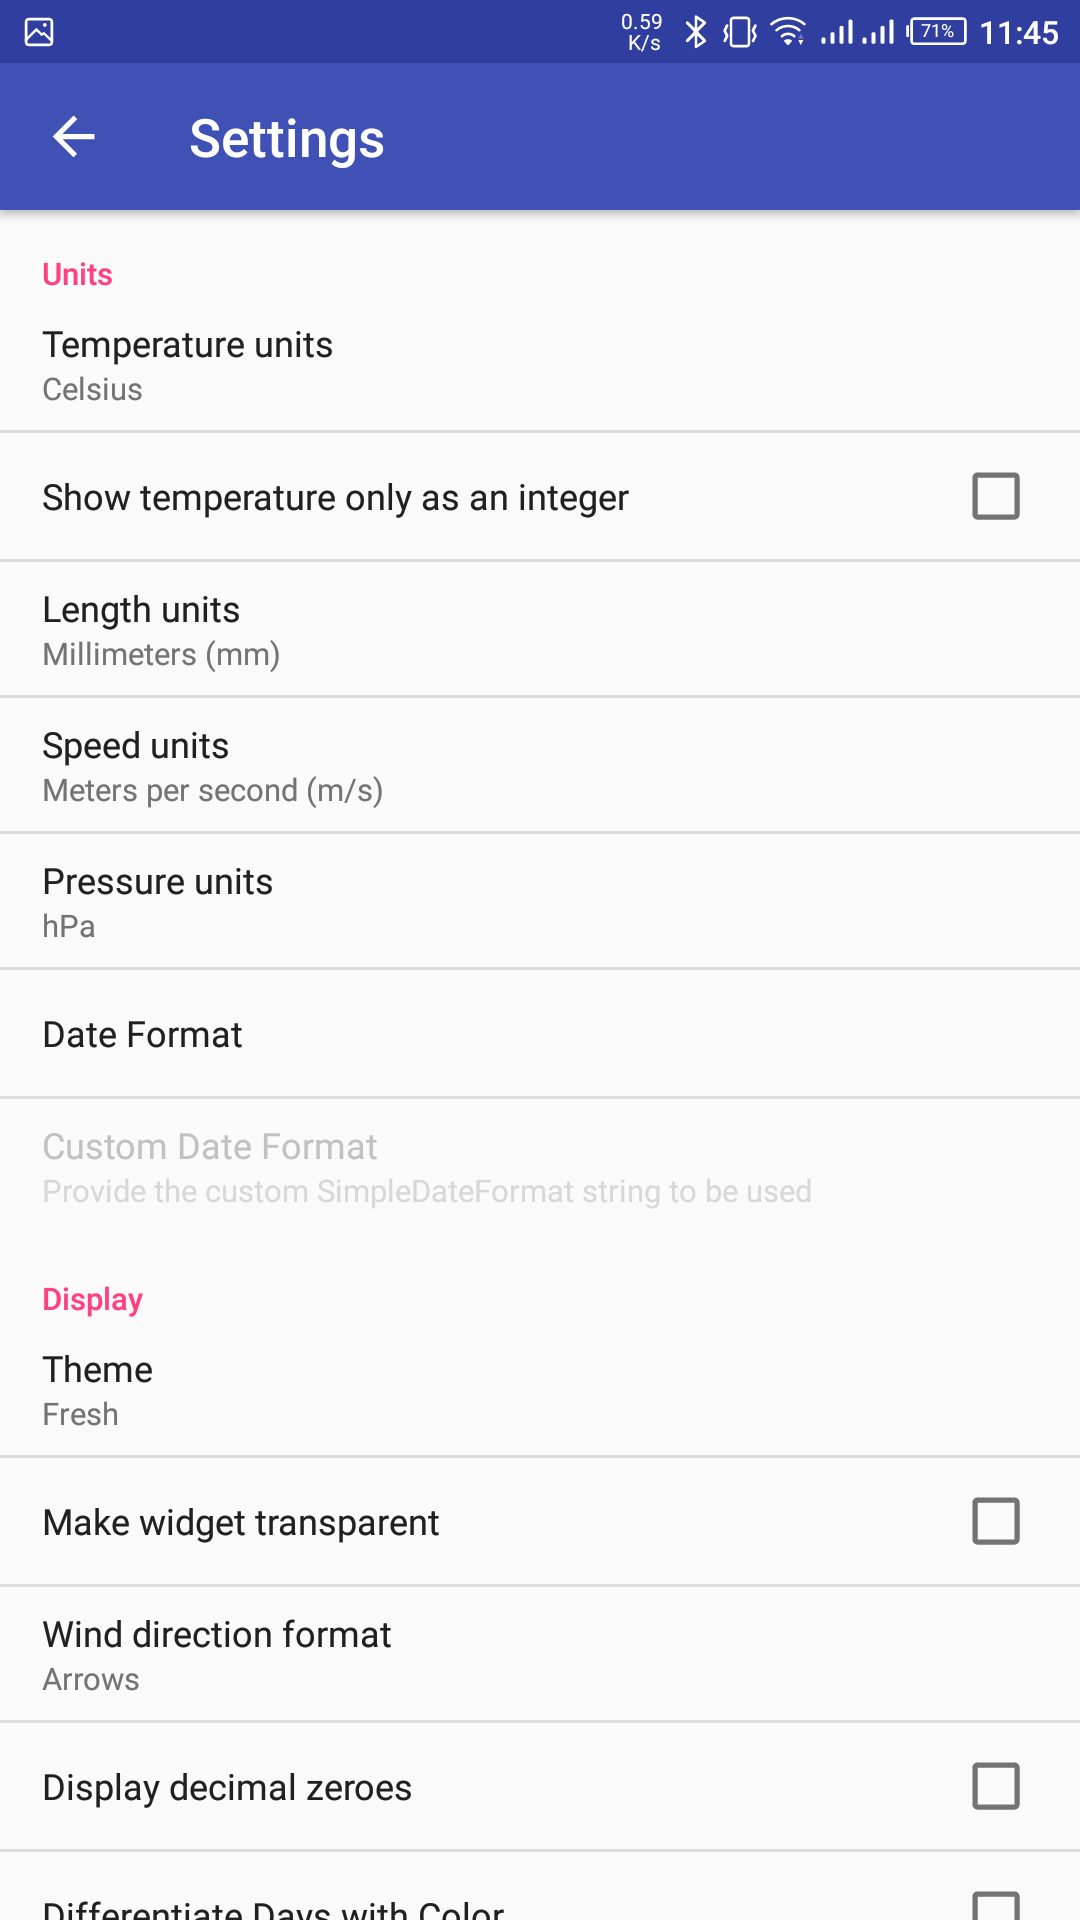 0.59
K/s
71%
11:45
Settings
Units
Temperature units
Celsius
Show temperature only as an integer
Length units
Millimeters (mm)
Speed units
Meters per second (m/s)
Pressure units
hPa
Date Format
Custom Date Format
Provide the custom SimpleDateFormat string to be used
Display
Theme
Fresh
Make widget transparent
Wind direction format
Arrows
Display decimal zeroes
Differentiate Days with Color